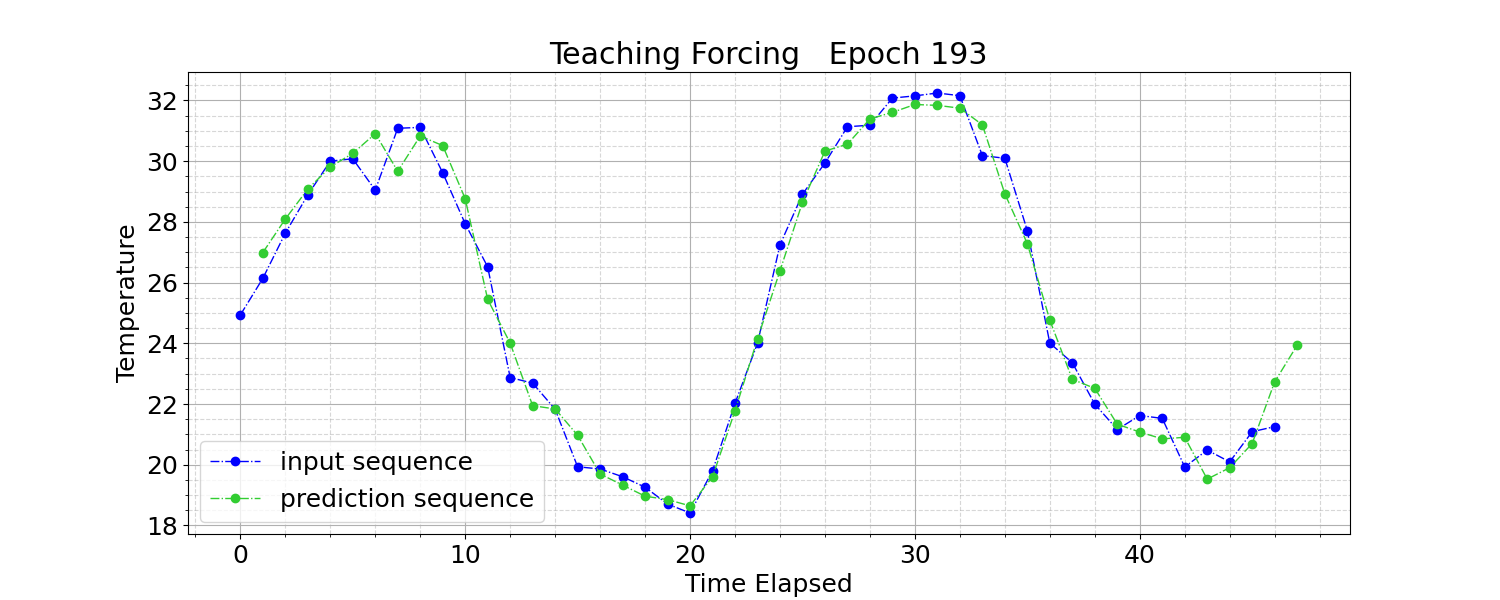 Teaching Forcing   Epoch 193
32
30
28
26
24
22
20
18
Temperature
input sequence
prediction sequence
0 10 20 30 40
Time Elapsed